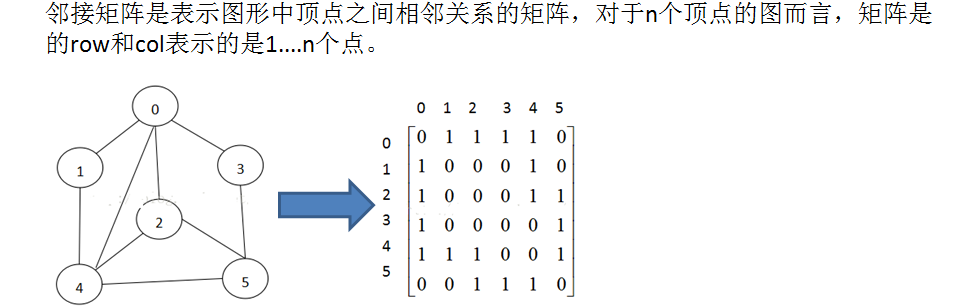 邻接矩阵是表示图形中顶点之间相邻关系的矩阵，对于n个顶点的图而言，矩阵是
的row和col表示的是1....n个点。
0
1
3
2
4
5
0 1 2 3 4 5
0 0 1 1 1 1 0
1 1 0 0 0 1 0
2 1 0 0 0 1 1
3 1 0 0 0 0 1
4 1 1 1 0 0 1
5 0 0 1 1 1 0